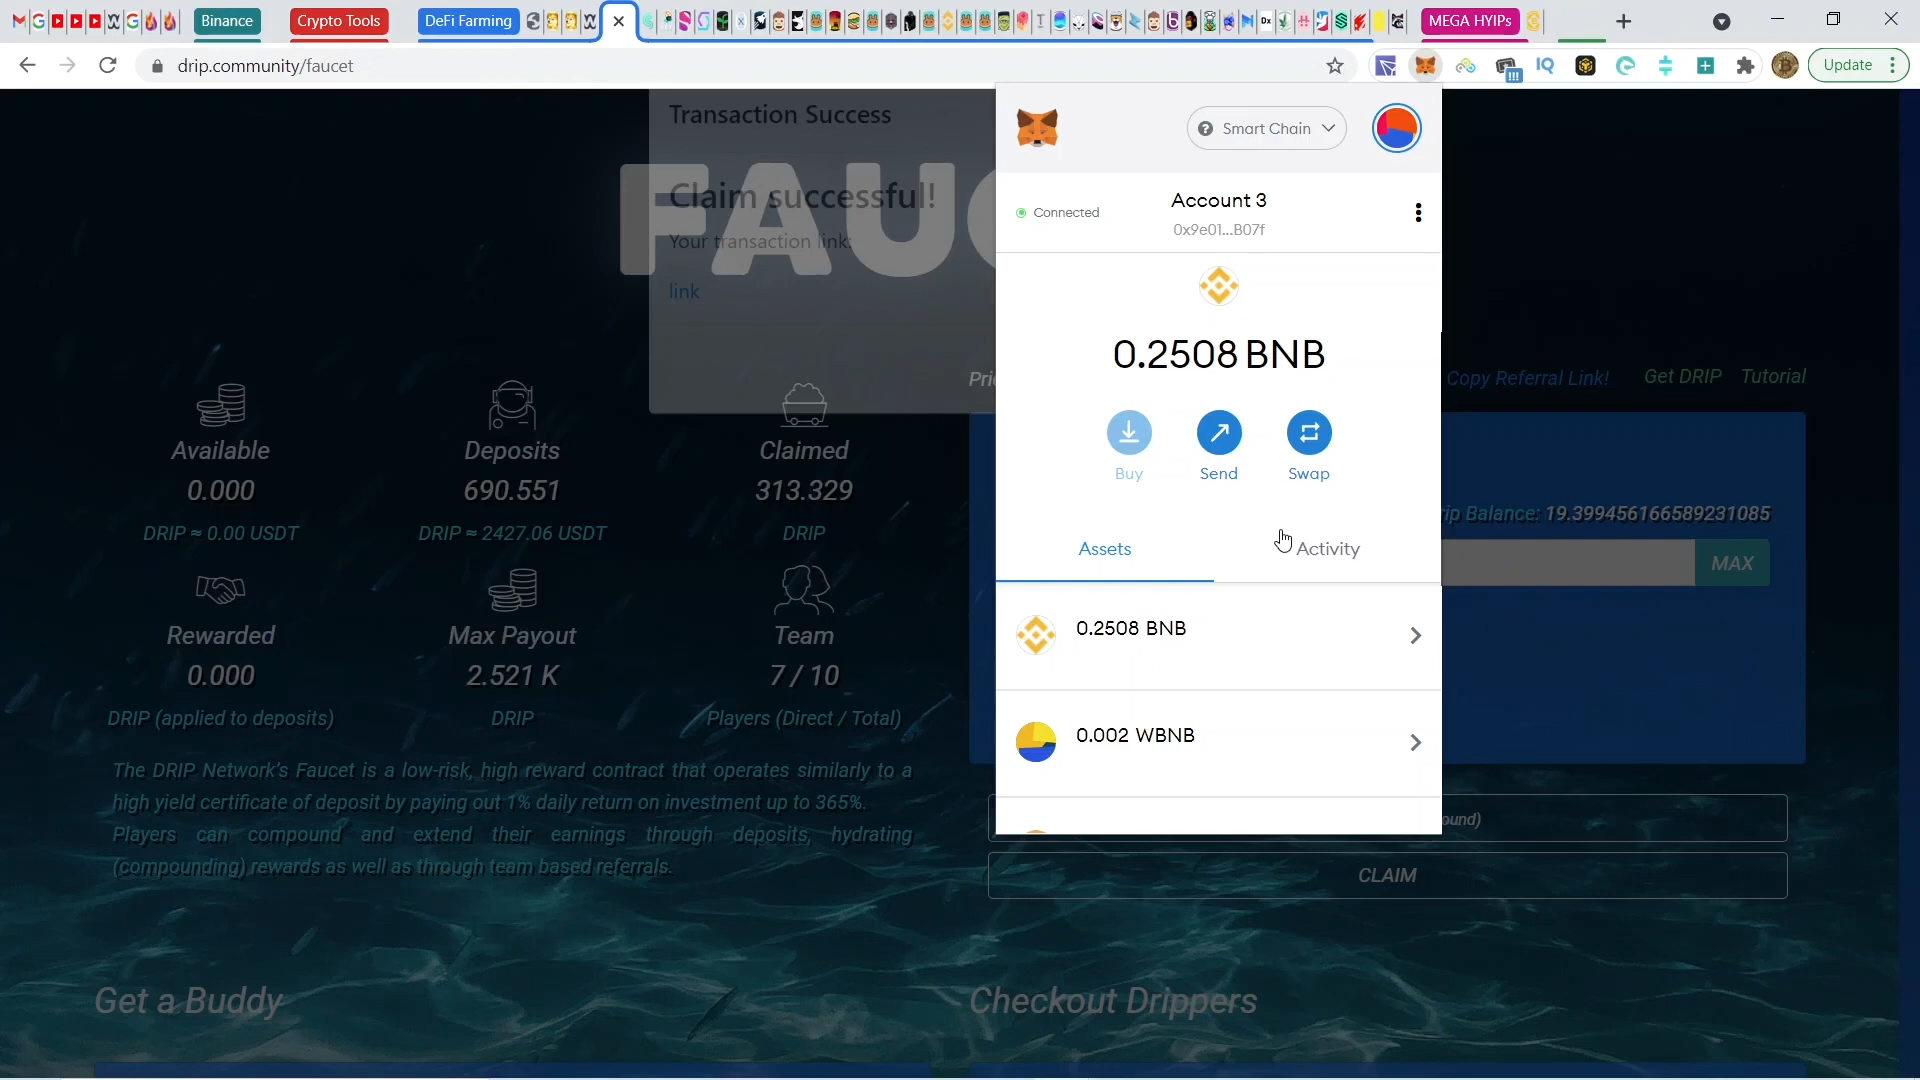 Binance
Crypto Tools
DeFi Farming
MEGA HYIPs
drip.community/faucet
Update
Transaction Success
Claim successful!
Your transaction link:
link
FAUC
Smart Chain
Connected
Account 3
0x9e01...B07f
0.2508 BNB
Buy
Send
Swap
Assets
Activity
0.2508 BNB
0.002 WBNB
Copy Referral Link!
Get DRIP
Tutorial
Available
0.000
DRIP ≈ 0.00 USDT
Deposits
690.551
DRIP ≈ 2427.06 USDT
Claimed
313.329
DRIP
rip Balance: 19.399456166589231085
MAX
Rewarded
0.000
DRIP (applied to deposits)
Max Payout
2.521 K
DRIP
Team
7 / 10
Players (Direct / Total)
The DRIP Network's Faucet is a low-risk, high reward contract that operates similarly to a
high yield certificate of deposit by paying out 1% daily return on investment up to 365%.
Players can compound and extend their earnings through deposits, hydrating
(compounding) rewards as well as through team based referrals.
ound)
CLAIM
Get a Buddy
Checkout Drippers